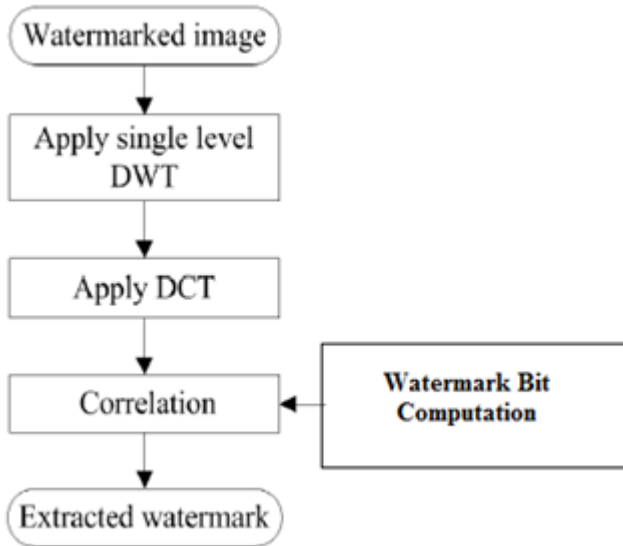 Watermarked image
Apply single level
DWT
Apply DCT
Correlation
Watermark Bit
Computation
Extracted watermark